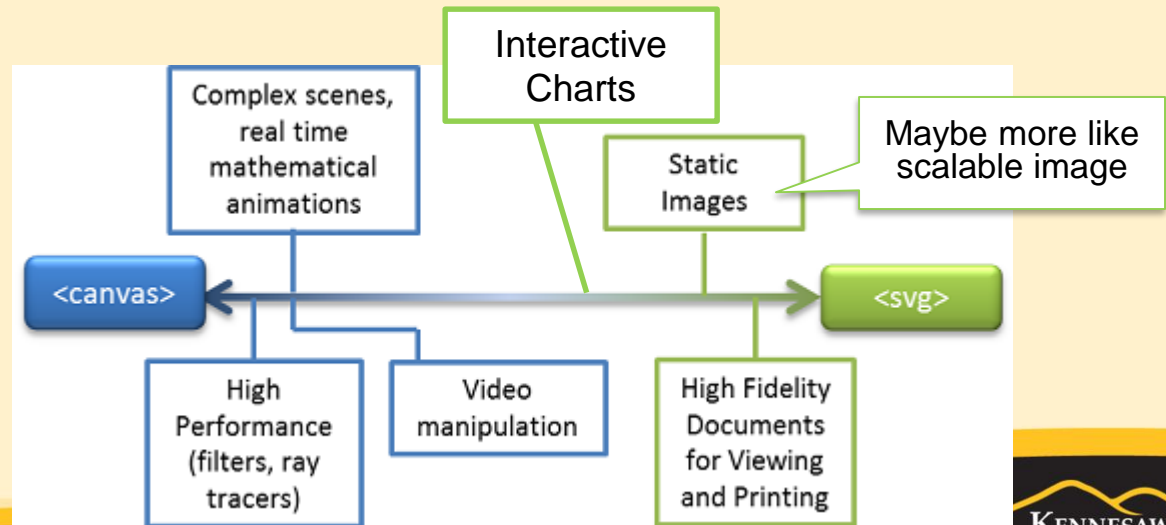 Interactive
Charts
Complex scenes,
real time
mathematical
animations
Static
Images
Maybe more like
scalable image
<canvas>
<svg>
High
Performance
(filters, ray
tracers)
Video
manipulation
High Fidelity
Documents
for Viewing
and Printing
KENNESAW